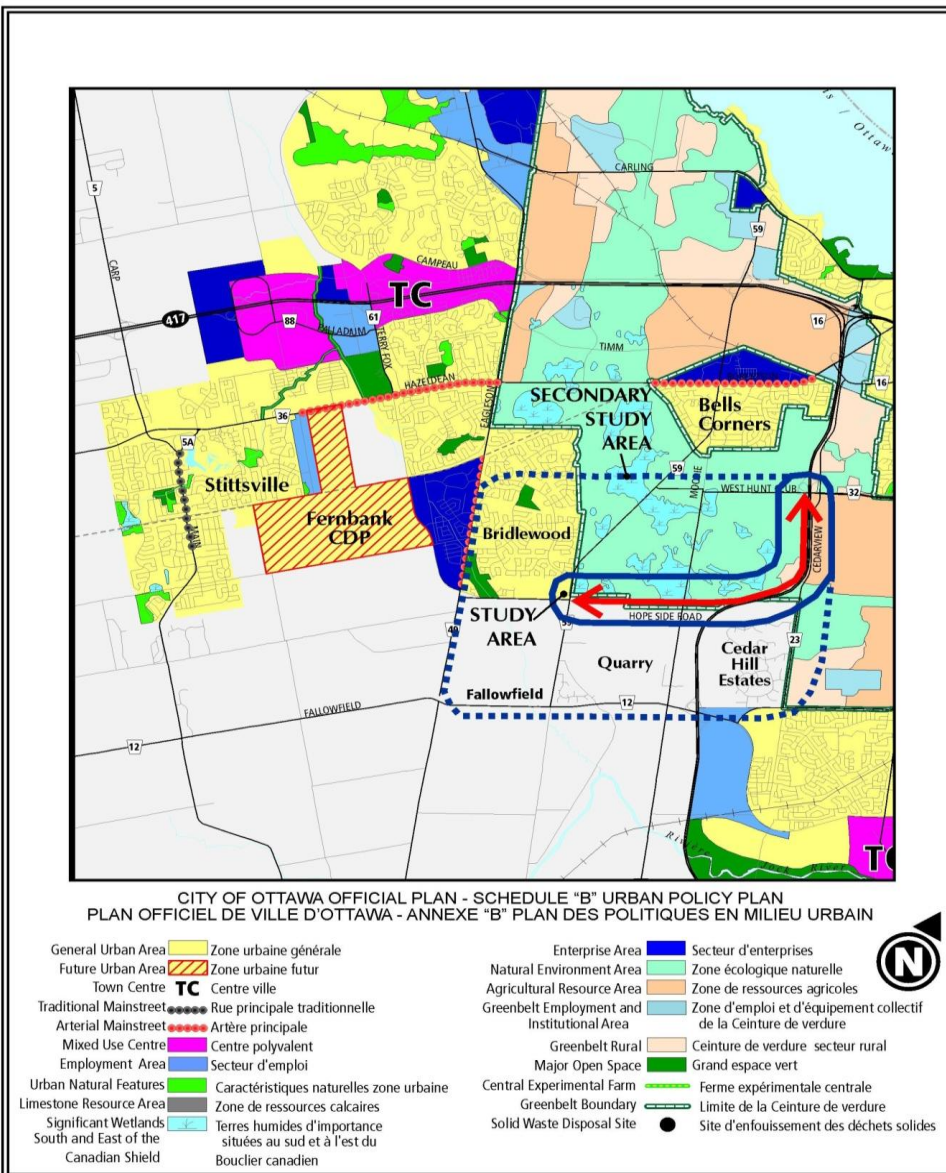 ts / Ottawa
CARLING
5
59
CARP
CAMPEAU
TC
417
88
61
PALLADIUM
TERRY FOX
16
TIMM
HAZELDEAN
EAGLESON
SECONDARY
STUDY
AREA
Bells
Corners
16
36
5A
Stittsville
MAIN
59
MOODIE
WEST HUNT CLUB
32
Fernbank
CDP
Bridlewood
CEDARVIEW
STUDY
AREA
HOPE SIDE ROAD
49
59
23
Quarry
Cedar
Hill
Estates
Fallowfield
FALLOWFIELD
12
12
Rivière
Jock River
TC
CITY OF OTTAWA OFFICIAL PLAN - SCHEDULE “B” URBAN POLICY PLAN
PLAN OFFICIEL DE VILLE D’OTTAWA - ANNEXE “B” PLAN DES POLITIQUES EN MILIEU URBAIN
General Urban Area Zone urbaine générale
Future Urban Area Zone urbaine futur
Town Centre TC Centre ville
Traditional Mainstreet Rue principale traditionnelle
Arterial Mainstreet Artère principale
Mixed Use Centre Centre polyvalent
Employment Area Secteur d'emploi
Urban Natural Features Caractéristiques naturelles zone urbaine
Limestone Resource Area Zone de ressources calcaires
Significant Wetlands Terres humides d'importance
South and East of the situées au sud et à l'est du
Canadian Shield Bouclier canadien
Enterprise Area Secteur d'enterprises
Natural Environment Area Zone écologique naturelle
Agricultural Resource Area Zone de ressources agricoles
Greenbelt Employment and Zone d'emploi et d'équipement collectif
Institutional Area de la Ceinture de verdure
Greenbelt Rural Ceinture de verdure secteur rural
Major Open Space Grand espace vert
Central Experimental Farm Ferme expérimentale centrale
Greenbelt Boundary Limite de la Ceinture de verdure
Solid Waste Disposal Site Site d'enfouissement des déchets solides
N